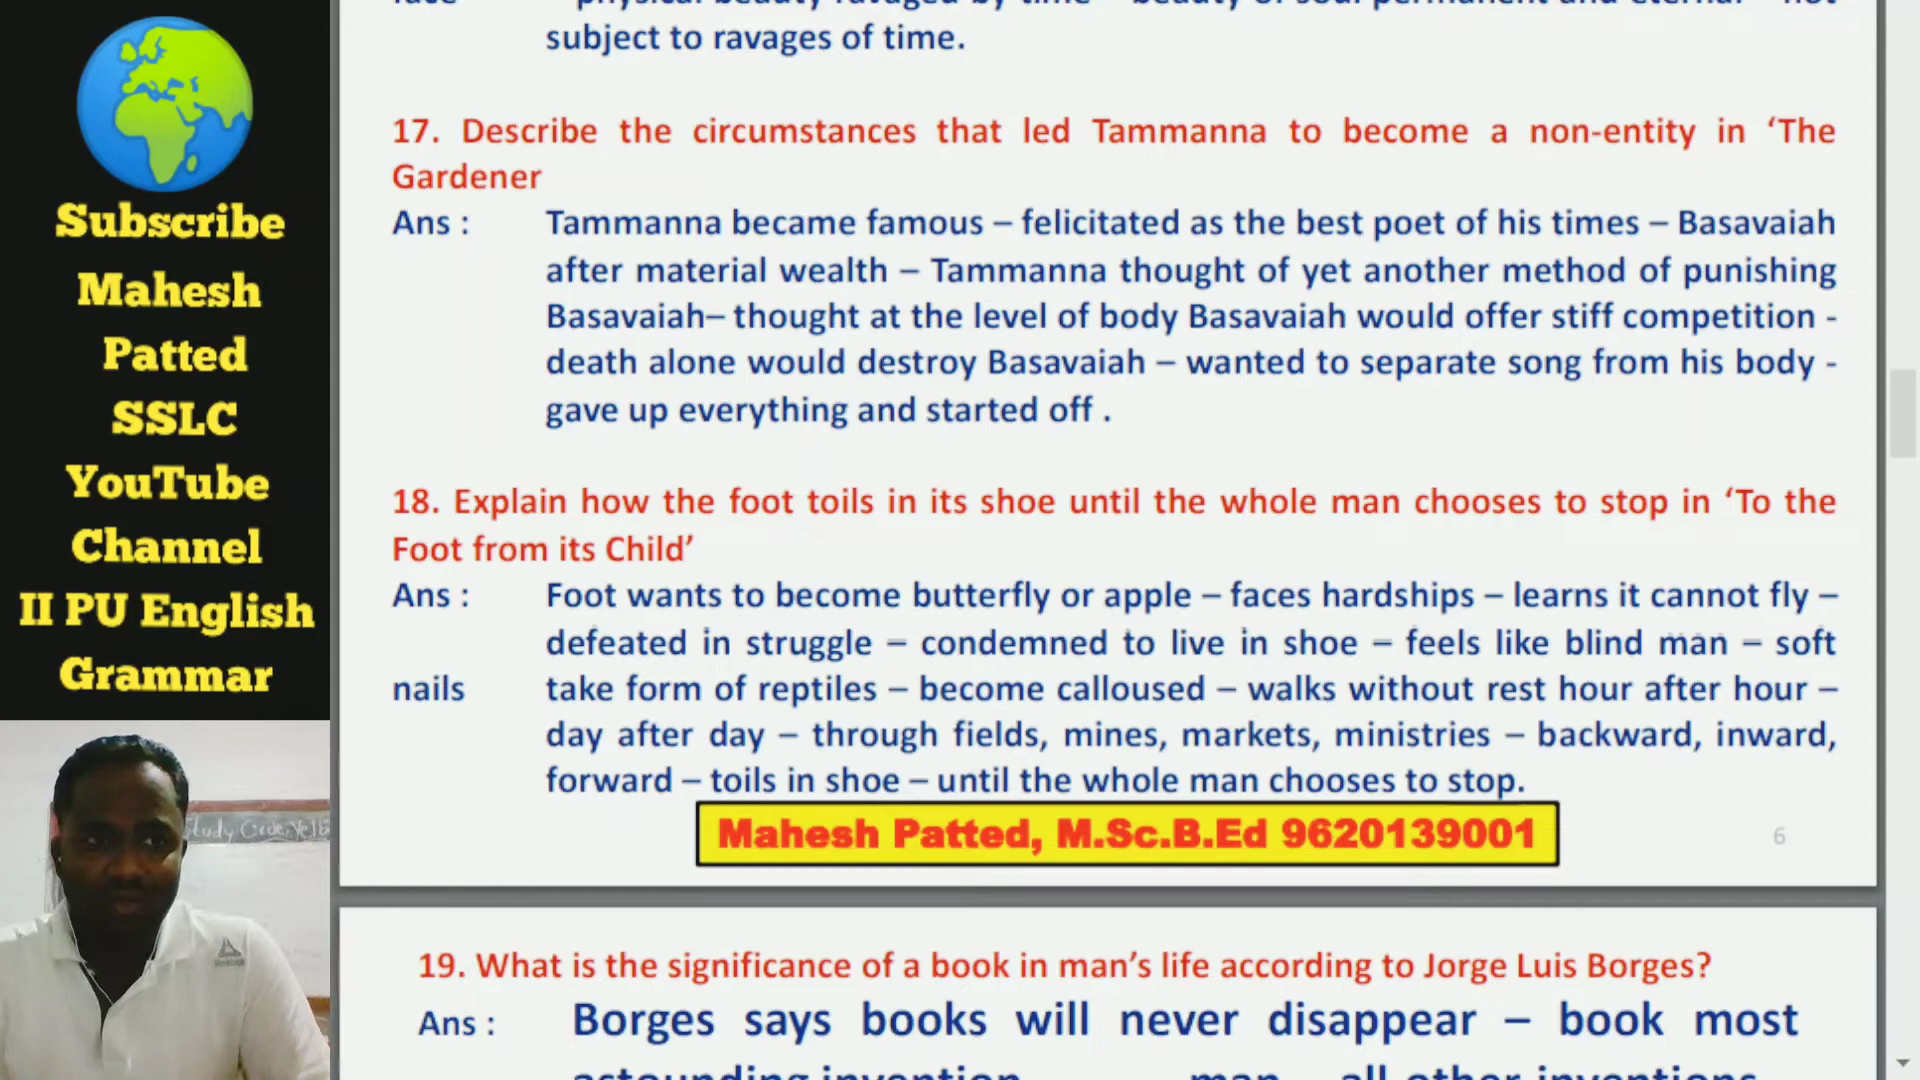 Subscribe
Mahesh
Patted
SSLC
YouTube
Channel
II PU English
Grammar
subject to ravages of time.
17. Describe the circumstances that led Tammanna to become a non-entity in ‘The
Gardener
Ans : Tammanna became famous – felicitated as the best poet of his times – Basavaiah
after material wealth – Tammanna thought of yet another method of punishing
Basavaiah– thought at the level of body Basavaiah would offer stiff competition -
death alone would destroy Basavaiah – wanted to separate song from his body -
gave up everything and started off .
18. Explain how the foot toils in its shoe until the whole man chooses to stop in ‘To the
Foot from its Child’
Ans : Foot wants to become butterfly or apple – faces hardships – learns it cannot fly –
defeated in struggle – condemned to live in shoe – feels like blind man – soft
nails take form of reptiles – become calloused – walks without rest hour after hour –
day after day – through fields, mines, markets, ministries – backward, inward,
forward – toils in shoe – until the whole man chooses to stop.
Mahesh Patted, M.Sc.B.Ed 9620139001
6
19. What is the significance of a book in man’s life according to Jorge Luis Borges?
Ans : Borges says books will never disappear – book most